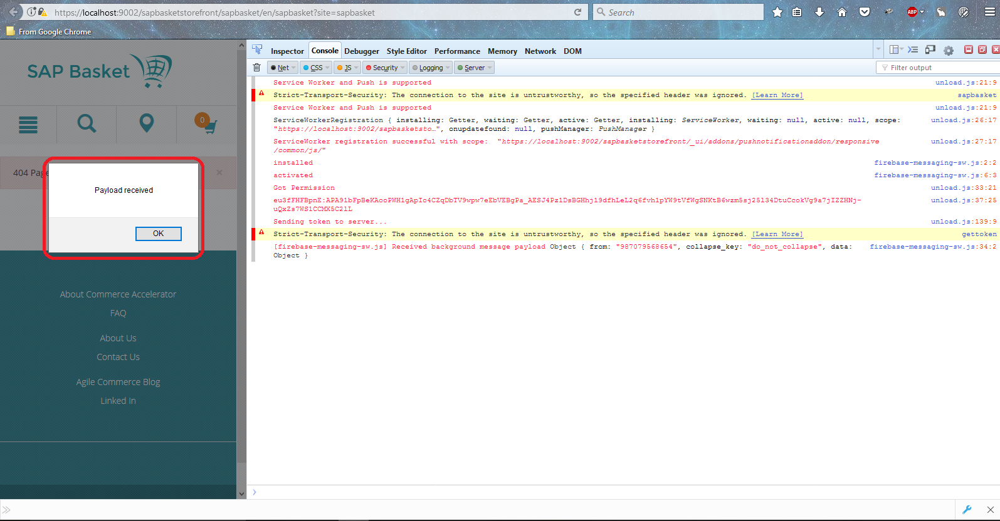 https://localhost:9002/sapbasketstorefront/sapbasket/en/sapbasket?site=sapbasket
Search
ABP
From Google Chrome
SAP Basket
0
404 Page
×
Payload received
OK
About Commerce Accelerator
FAQ
About Us
Contact Us
Agile Commerce Blog
Linked In
Inspector Console Debugger Style Editor Performance Memory Network DOM
Net CSS JS Security Logging Server Filter output
Service Worker and Push is supported unload.js:21:9
Strict-Transport-Security: The connection to the site is untrustworthy, so the specified header was ignored. [Learn More] sapbasket
Service Worker and Push is supported unload.js:21:9
ServiceWorkerRegistration { installing: Getter, waiting: Getter, active: Getter, installing: ServiceWorker, waiting: null, active: null, scope: unload.js:26:17
"https://localhost:9002/sapbasketsto…", onupdatefound: null, pushManager: PushManager }
ServiceWorker registration successful with scope: "https://localhost:9002/sapbasketstorefront/_ui/addons/pushnotificationaddon/responsive unload.js:27:17
/common/js/"
installed firebase-messaging-sw.js:2:2
activated firebase-messaging-sw.js:6:3
Got Permission unload.js:33:21
unload.js:37:25
Sending token to server... unload.js:139:9
Strict-Transport-Security: The connection to the site is untrustworthy, so the specified header was ignored. [Learn More] gettoken
[firebase-messaging-sw.js] Received background message payload Object { from: "987079568654", collapse_key: "do_not_collapse", data: firebase-messaging-sw.js:34:2
Object }